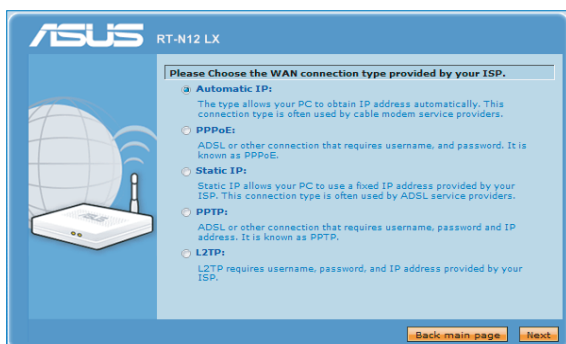 ASUS RT-N12 LX
Please Choose the WAN connection type provided by your ISP.
Automatic IP:
The type allows your PC to obtain IP address automatically. This
connection type is often used by cable modem service providers.
PPPoE:
ADSL or other connection that requires username, and password. It is
known as PPPoE.
Static IP:
Static IP allows your PC to use a fixed IP address provided by your
ISP. This connection type is often used by ADSL service providers.
PPTP:
ADSL or other connection that requires username, password and IP
address. It is known as PPTP.
L2TP:
L2TP requires username, password, and IP address provided by your
ISP.
ASUS
Back main page Next